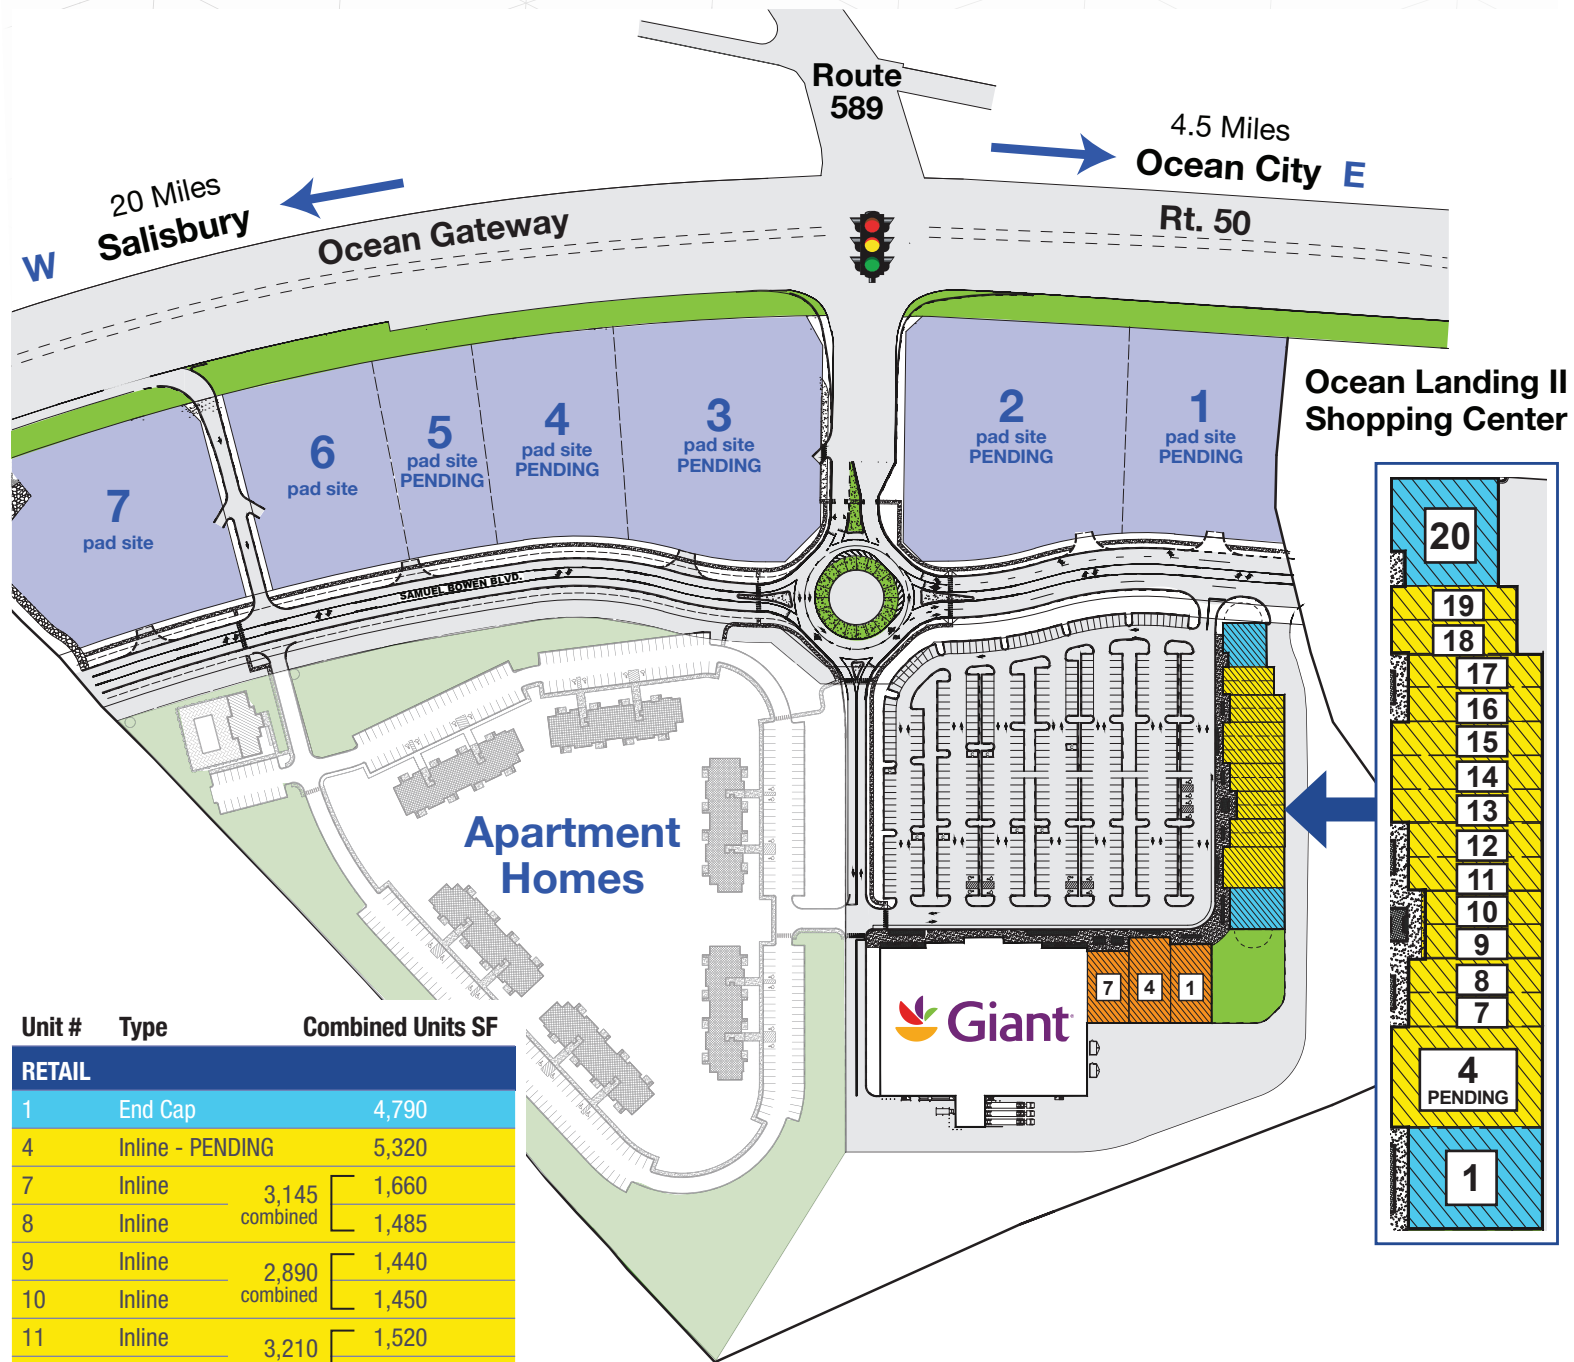 Route
589
4.5 Miles
Ocean City E
20 Miles
Salisbury
W
Ocean Gateway
Rt. 50
Ocean Landing II
Shopping Center
1
pad site
PENDING
2
pad site
PENDING
3
pad site
PENDING
4
pad site
PENDING
5
pad site
PENDING
6
pad site
7
pad site
SAMUEL BOWEN BLVD.
Apartment
Homes
Giant
7 4 1
20
19
18
17
16
15
14
13
12
11
10
9
8
7
4
PENDING
1
Unit # Type Combined Units SF
RETAIL
1 End Cap 4,790
4 Inline - PENDING 5,320
7 Inline 1,660
3,145
combined
8 Inline 1,485
9 Inline 1,440
2,890
combined
10 Inline 1,450
11 Inline 1,520
3,210